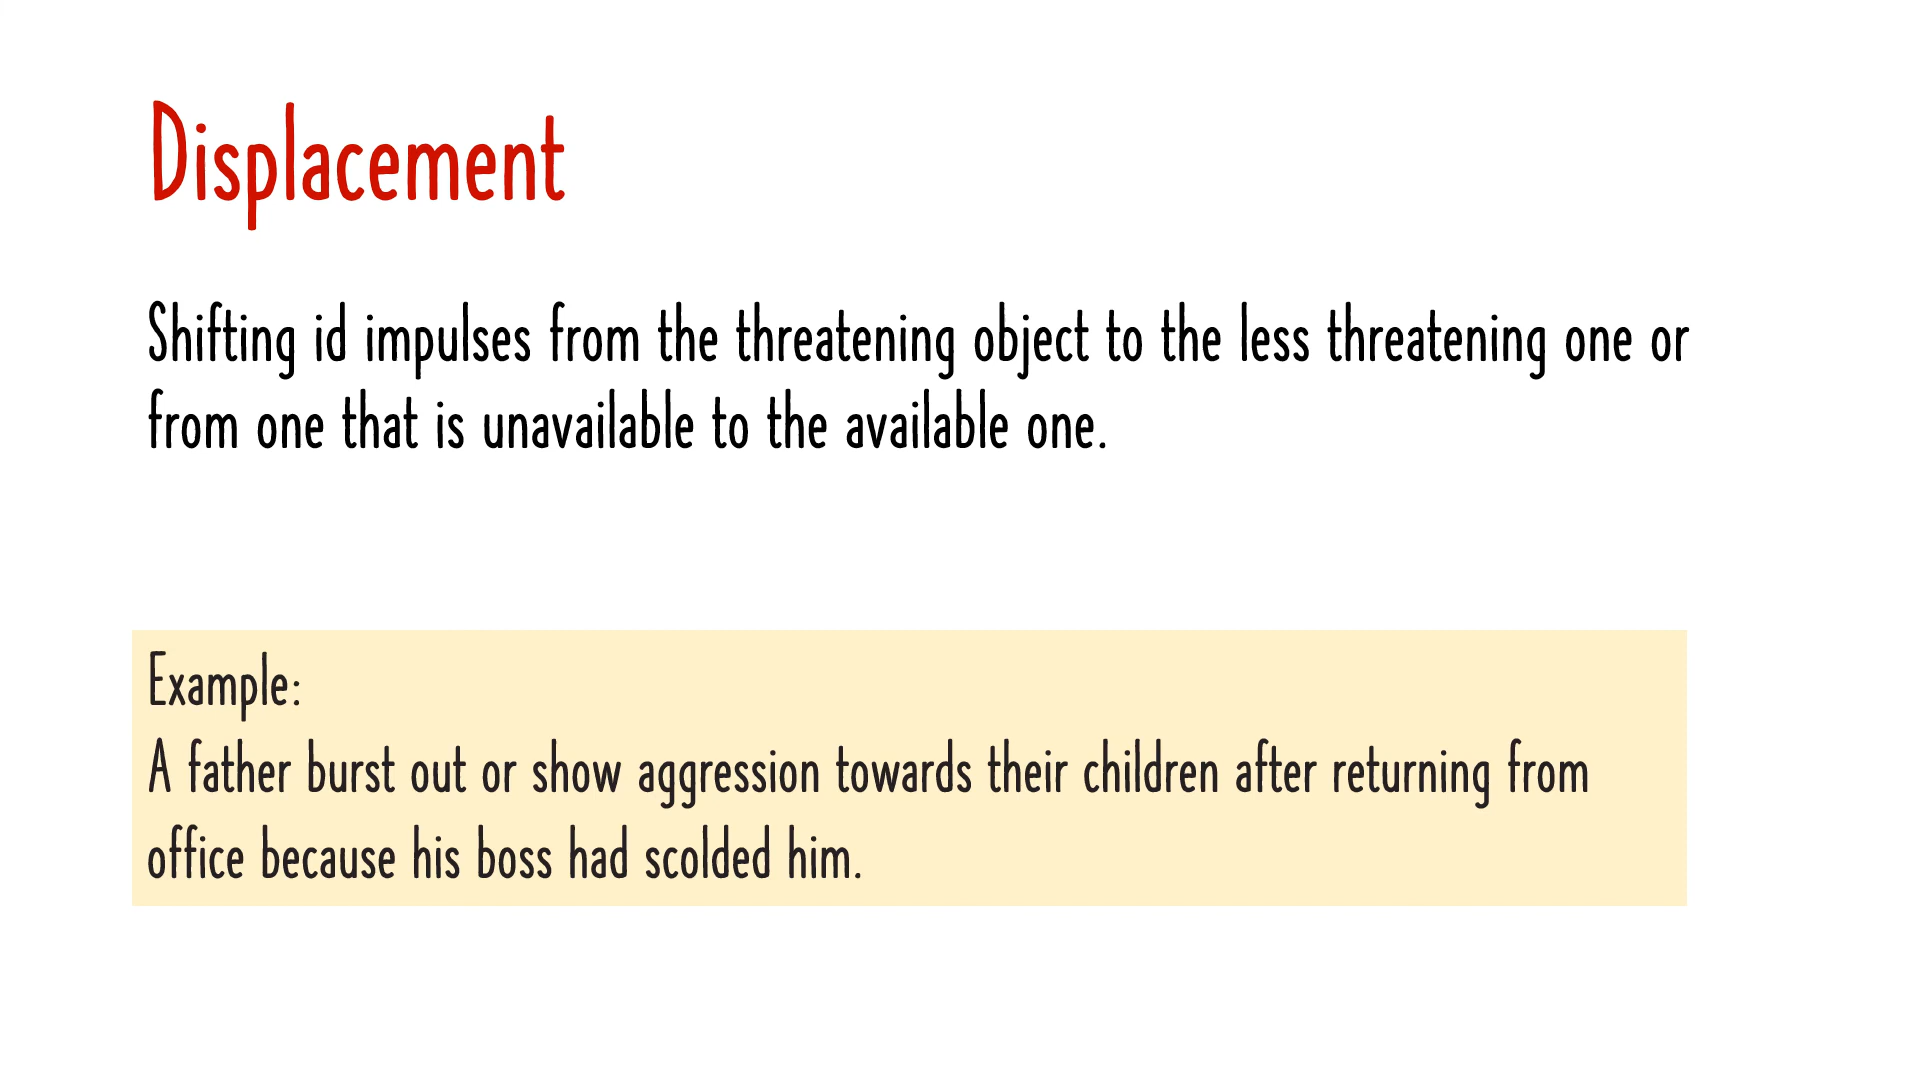 Displacement
Shifting id impulses from the threatening object to the less threatening one or
from one that is unavailable to the available one.
Example:
A father burst out or show aggression towards their children after returning from
office because his boss had scolded him.